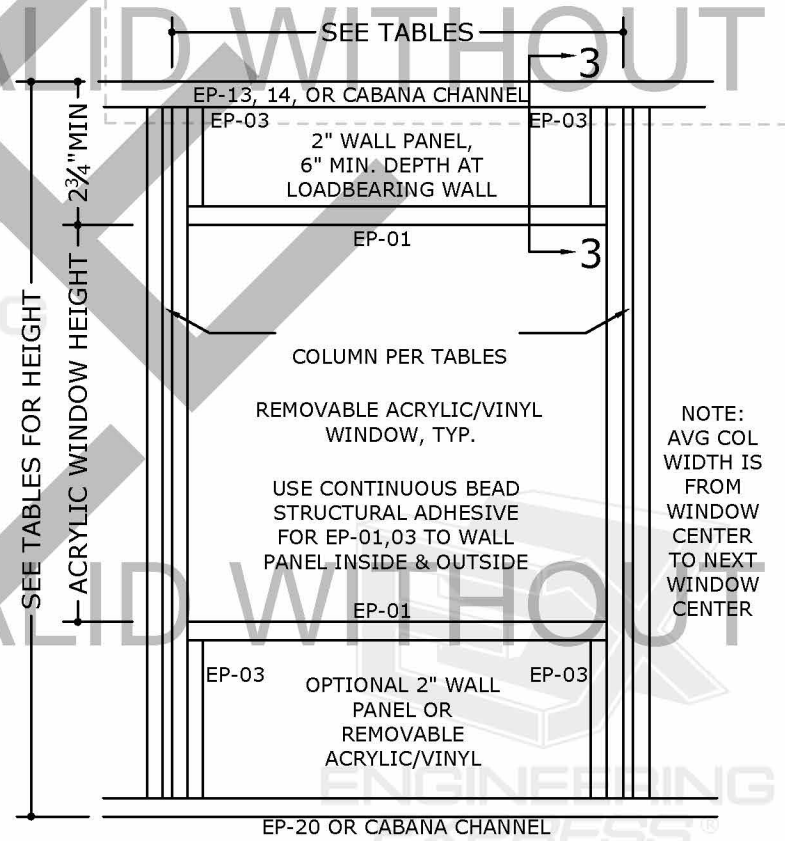 ALID WITHOUT
SEE TABLES
3
EP-13, 14, OR CABANA CHANNEL
EP-03
EP-03
2" WALL PANEL,
6" MIN. DEPTH AT
LOADBEARING WALL
2¾"MIN
EP-01
3
SEE TABLES FOR HEIGHT
ACRYLIC WINDOW HEIGHT
COLUMN PER TABLES
REMOVABLE ACRYLIC/VINYL
WINDOW, TYP.
USE CONTINUOUS BEAD
STRUCTURAL ADHESIVE
FOR EP-01,03 TO WALL
PANEL INSIDE & OUTSIDE
NOTE:
AVG COL
WIDTH IS
FROM
WINDOW
CENTER
TO NEXT
WINDOW
CENTER
ALID WITHOUT
EP-01
EP-03
EP-03
OPTIONAL 2" WALL
PANEL OR
REMOVABLE
ACRYLIC/VINYL
ENGINEERING
EXPRESS®
EP-20 OR CABANA CHANNEL